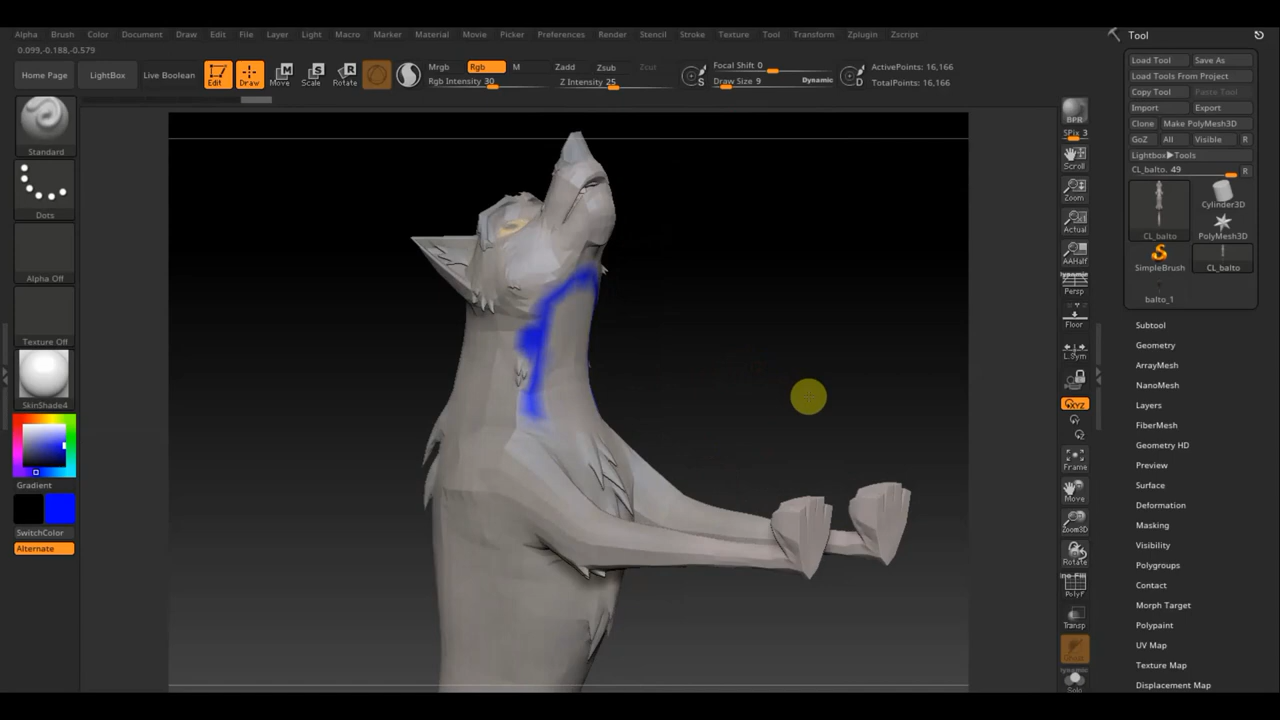 Alpha Brush Color Document Draw Edit File Layer Light Macro Marker Material Movie Picker Preferences Render Stencil Stroke Texture Tool Transform Zplugin Zscript
0.099,-0.188,-0.579
Home Page LightBox Live Boolean Edit Draw Move Scale Rotate
Mrgb Rgb M Zadd Zsub Zcut
Rgb Intensity 30 Z Intensity 25
Focal Shift 0
Draw Size 9 Dynamic
ActivePoints: 16,166
TotalPoints: 16,166
Standard
Dots
Alpha Off
Texture Off
SkinShade4
Gradient
SwitchColor
Alternate
BPR
SPix 3
Scroll
Zoom
Actual
AAHalf
dynamic
Persp
Floor
L.Sym
XYZ
Y
Z
Frame
Move
Zoom3D
Rotate
PolyF
Transp
Ghost
dynamic
Solo
Tool
Load Tool Save As
Load Tools From Project
Copy Tool Paste Tool
Import Export
Clone Make PolyMesh3D
GoZ All Visible R
Lightbox▶Tools
CL_balto. 49 R
CL_balto
Cylinder3D
PolyMesh3D
SimpleBrush
CL_balto
balto_1
Subtool
Geometry
ArrayMesh
NanoMesh
Layers
FiberMesh
Geometry HD
Preview
Surface
Deformation
Masking
Visibility
Polygroups
Contact
Morph Target
Polypaint
UV Map
Texture Map
Displacement Map